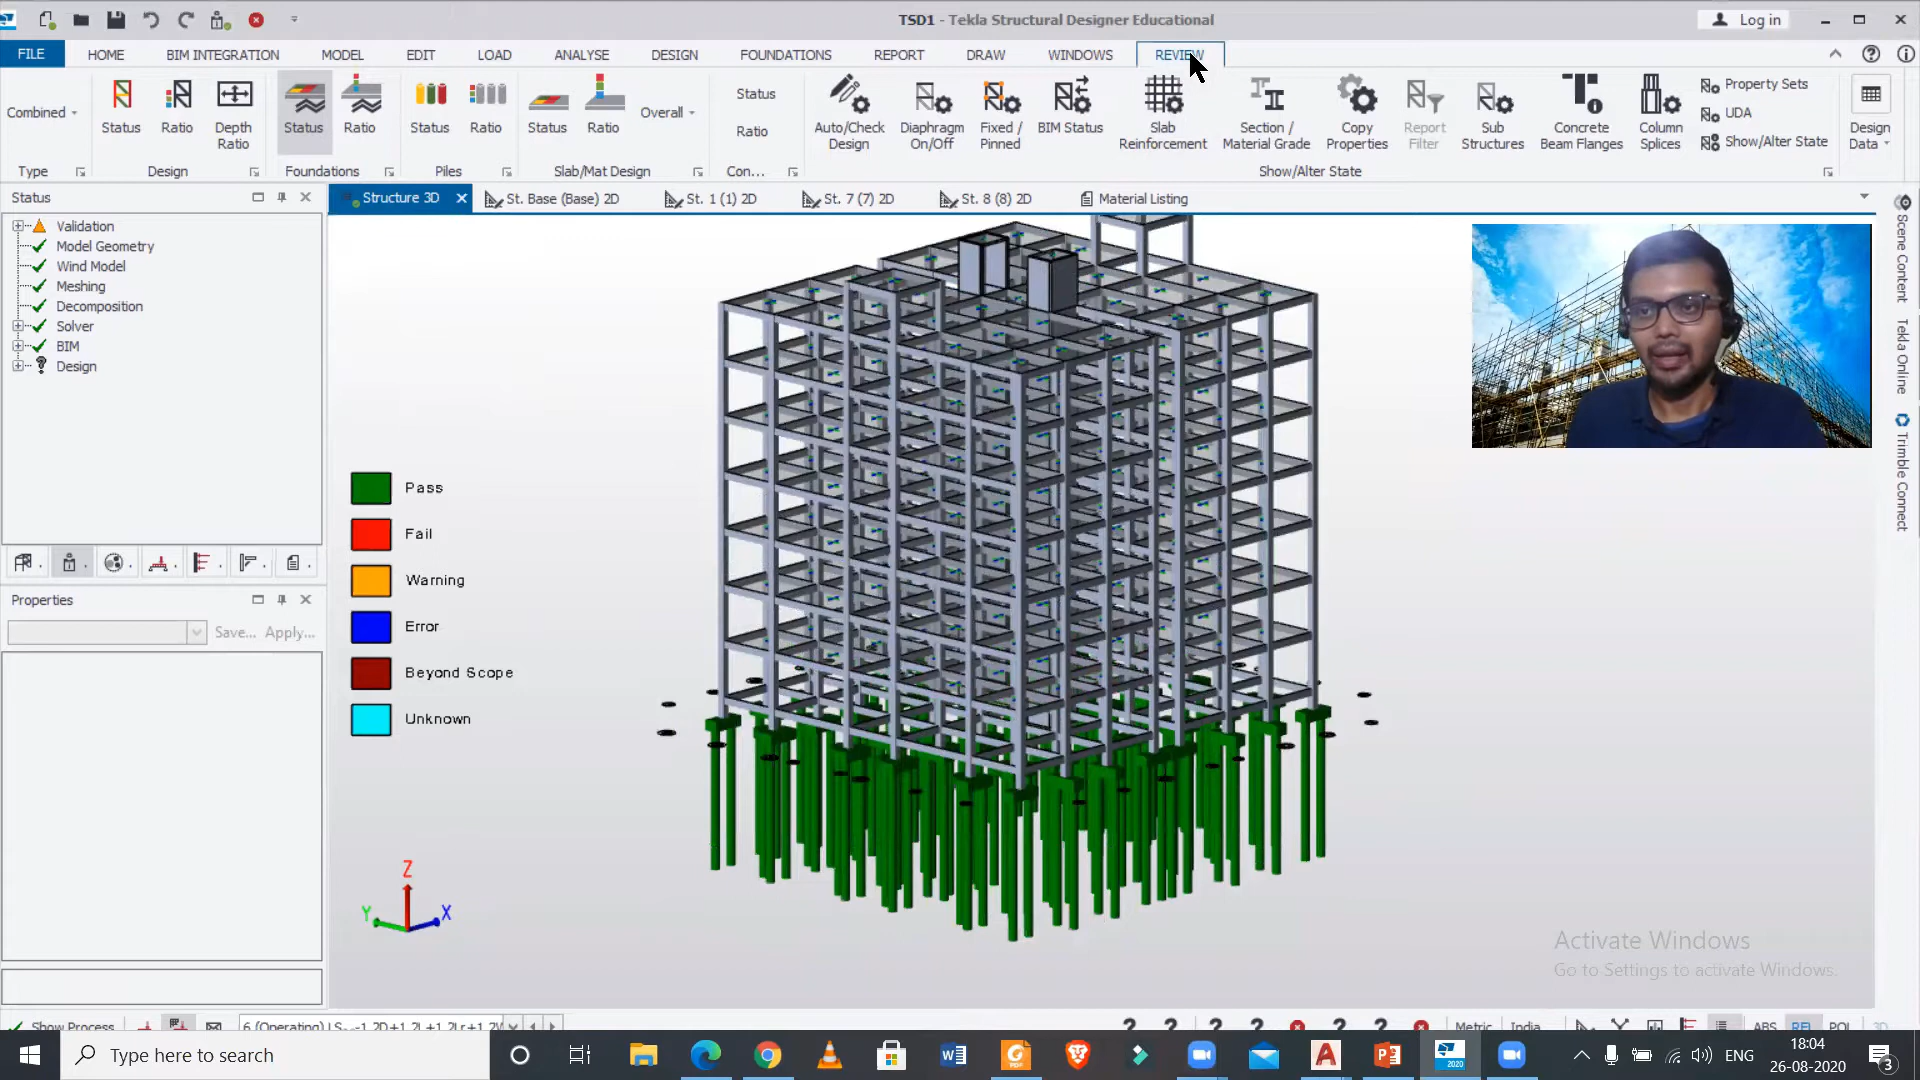 TSD1 - Tekla Structural Designer Educational
Log in
FILE HOME BIM INTEGRATION MODEL EDIT LOAD ANALYSE DESIGN FOUNDATIONS REPORT DRAW WINDOWS REVIEW
Combined
Type
Status Ratio Depth Ratio
Design
Status Ratio
Foundations
Status Ratio
Piles
Status Ratio Overall
Slab/Mat Design
Status
Ratio
Con...
Auto/Check Design
Diaphragm On/Off
Fixed / Pinned
BIM Status
Slab Reinforcement
Section / Material Grade
Copy Properties
Report Filter
Sub Structures
Concrete Beam Flanges
Column Splices
Property Sets
UDA
Show/Alter State
Show/Alter State
Design Data
Status
Structure 3D
St. Base (Base) 2D
St. 1 (1) 2D
St. 7 (7) 2D
St. 8 (8) 2D
Material Listing
Validation
Model Geometry
Wind Model
Meshing
Decomposition
Solver
BIM
Design
Properties
Save... Apply...
Pass
Fail
Warning
Error
Beyond Scope
Unknown
Z
Y
X
Scene Content
Tekla Online
Trimble Connect
Activate Windows
Go to Settings to activate Windows.
Show Process
Metric India ABS REL POL 3D
Type here to search
2020
ENG
18:04
26-08-2020
3